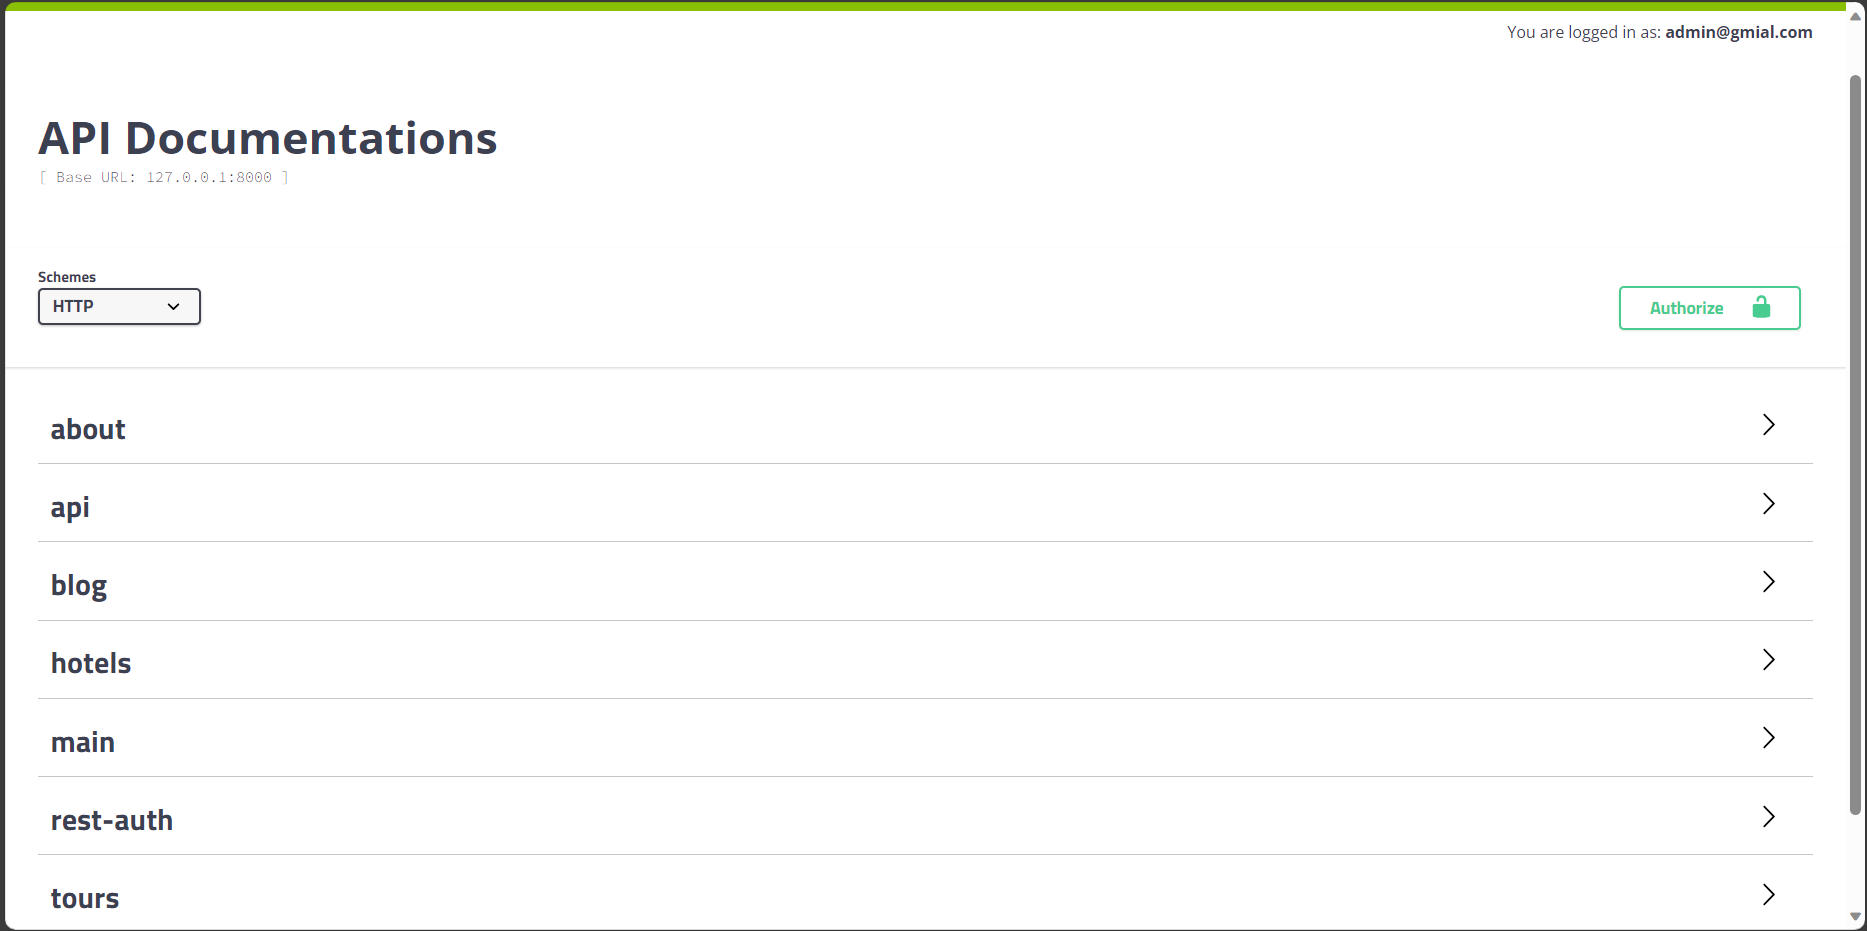 You are logged in as: admin@gmial.com
API Documentations
[ Base URL: 127.0.0.1:8000 ]
Schemes
HTTP
Authorize
about
api
blog
hotels
main
rest-auth
tours